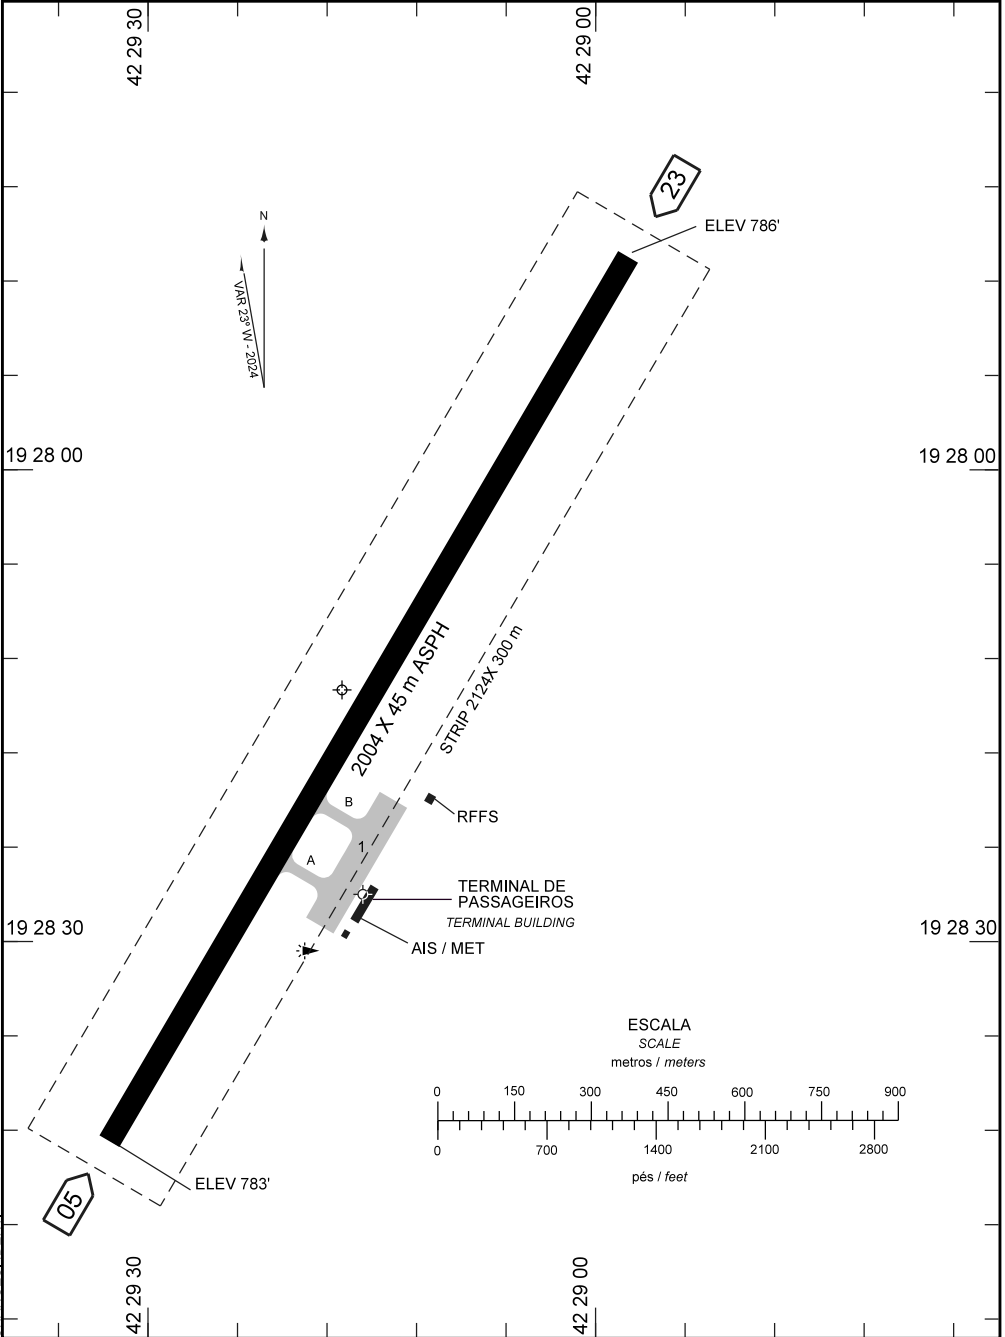 42 29 30
42 29 00
23
ELEV 786'
N
VAR 23° W - 2024
19 28 00
19 28 00
2004 X 45 m ASPH
STRIP 2124X 300 m
B
RFFS
1
A
TERMINAL DE
PASSAGEIROS
TERMINAL BUILDING
19 28 30
19 28 30
AIS / MET
ESCALA
SCALE
metros / meters
0 150 300 450 600 750 900
0 700 1400 2100 2800
pés / feet
ELEV 783'
05
42 29 30
42 29 00